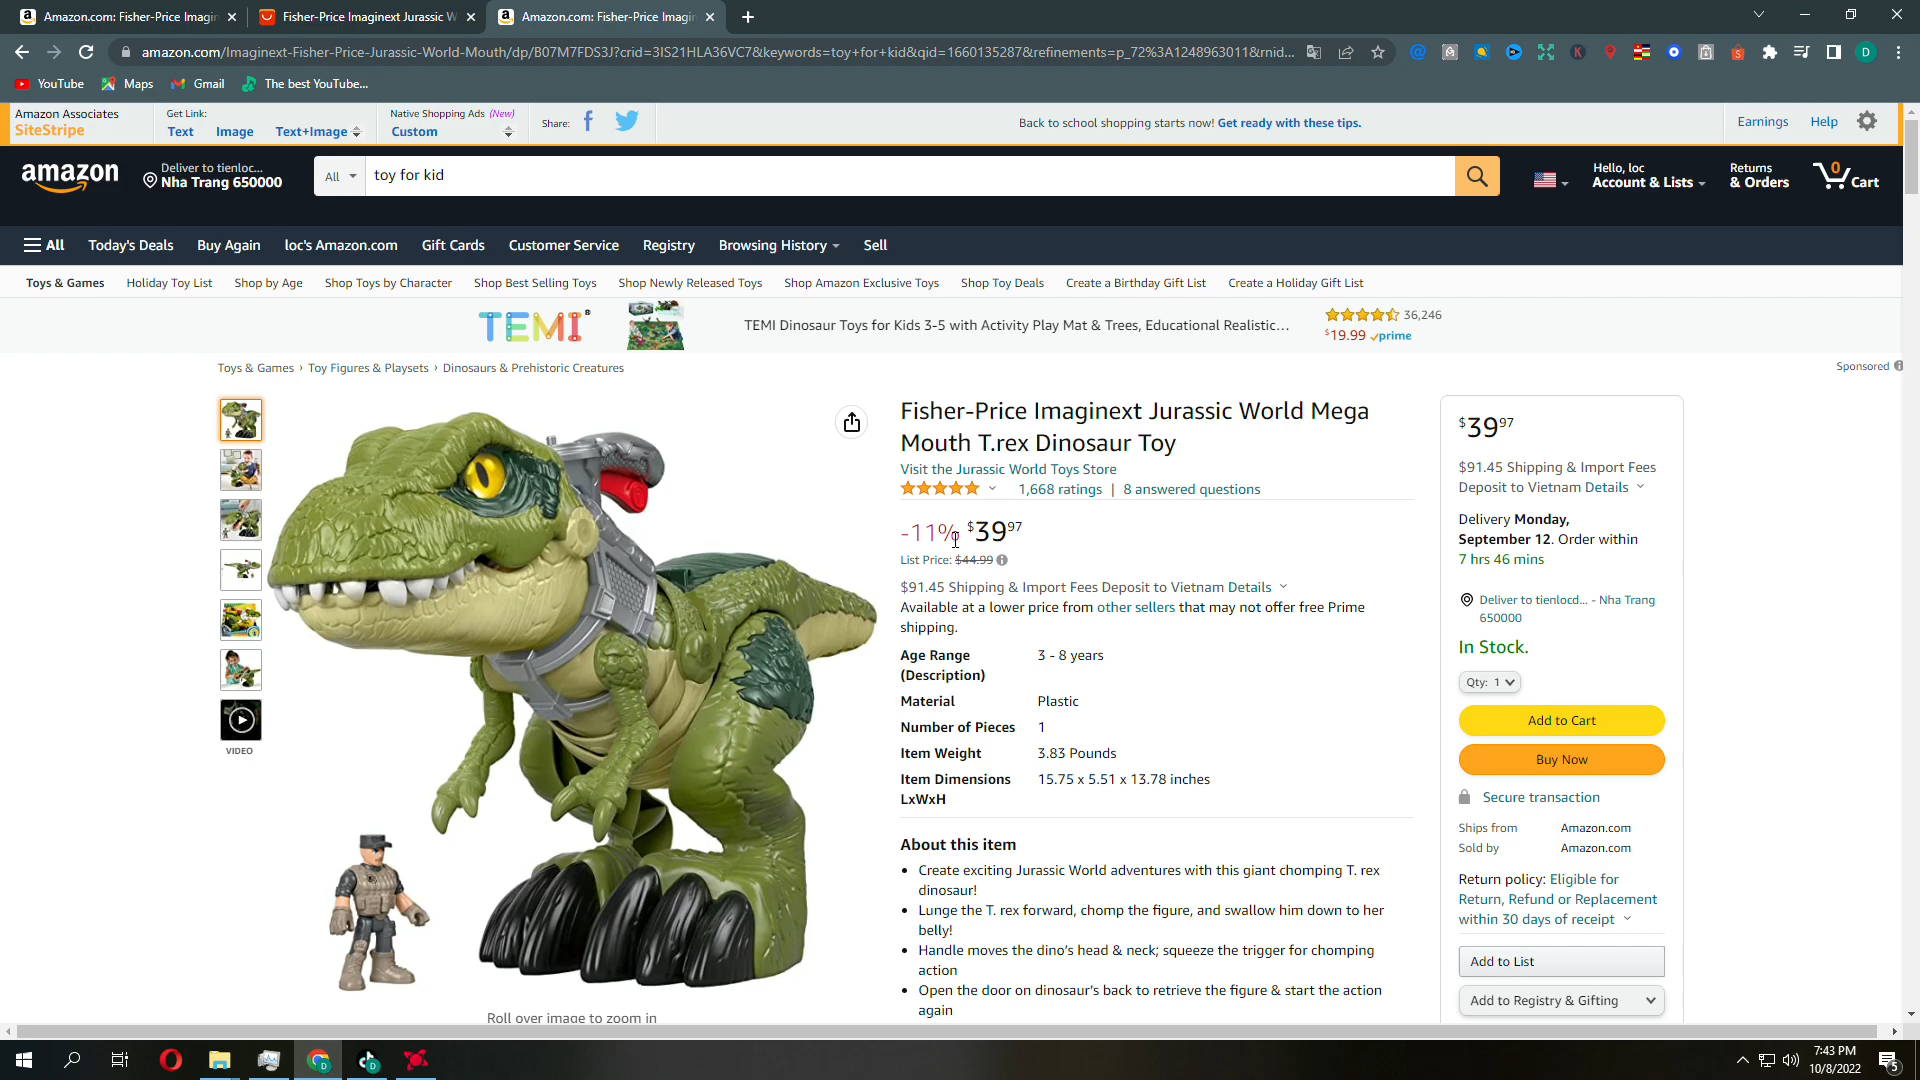 Amazon.com: Fisher-Price Imagin
Fisher-Price Imaginext Jurassic W
Amazon.com: Fisher-Price Imagin
amazon.com/Imaginext-Fisher-Price-Jurassic-World-Mouth/dp/B07M7FDS3J?crid=3IS21HLA36VC7&keywords=toy+for+kid&qid=1660135287&refinements=p_72%3A1248963011&rnid...
D
YouTube
Maps
Gmail
The best YouTube...
Amazon Associates
SiteStripe
Get Link:
Text Image Text+Image
Native Shopping Ads (New)
Custom
Share:
Back to school shopping starts now! Get ready with these tips.
Earnings
Help
amazon
Deliver to tienloc...
Nha Trang 650000
All
toy for kid
Hello, loc
Account & Lists
Returns
& Orders
0
Cart
All
Today's Deals
Buy Again
loc's Amazon.com
Gift Cards
Customer Service
Registry
Browsing History
Sell
Toys & Games
Holiday Toy List
Shop by Age
Shop Toys by Character
Shop Best Selling Toys
Shop Newly Released Toys
Shop Amazon Exclusive Toys
Shop Toy Deals
Create a Birthday Gift List
Create a Holiday Gift List
TEMI®
TEMI Dinosaur Toys for Kids 3-5 with Activity Play Mat & Trees, Educational Realistic...
36,246
$19.99 prime
Toys & Games › Toy Figures & Playsets › Dinosaurs & Prehistoric Creatures
Sponsored
VIDEO
Roll over image to zoom in
Fisher-Price Imaginext Jurassic World Mega
Mouth T.rex Dinosaur Toy
Visit the Jurassic World Toys Store
1,668 ratings | 8 answered questions
-11% $39 97
List Price: $44.99
$91.45 Shipping & Import Fees Deposit to Vietnam Details
Available at a lower price from other sellers that may not offer free Prime
shipping.
Age Range
(Description)
3 - 8 years
Material Plastic
Number of Pieces 1
Item Weight 3.83 Pounds
Item Dimensions
LxWxH
15.75 x 5.51 x 13.78 inches
About this item
• Create exciting Jurassic World adventures with this giant chomping T. rex
dinosaur!
• Lunge the T. rex forward, chomp the figure, and swallow him down to her
belly!
• Handle moves the dino's head & neck; squeeze the trigger for chomping
action
• Open the door on dinosaur's back to retrieve the figure & start the action
again
$39 97
$91.45 Shipping & Import Fees
Deposit to Vietnam Details
Delivery Monday,
September 12. Order within
7 hrs 46 mins
Deliver to tienlocd... - Nha Trang
650000
In Stock.
Qty: 1
Add to Cart
Buy Now
Secure transaction
Ships from Amazon.com
Sold by Amazon.com
Return policy: Eligible for
Return, Refund or Replacement
within 30 days of receipt
Add to List
Add to Registry & Gifting
7:43 PM
10/8/2022
5